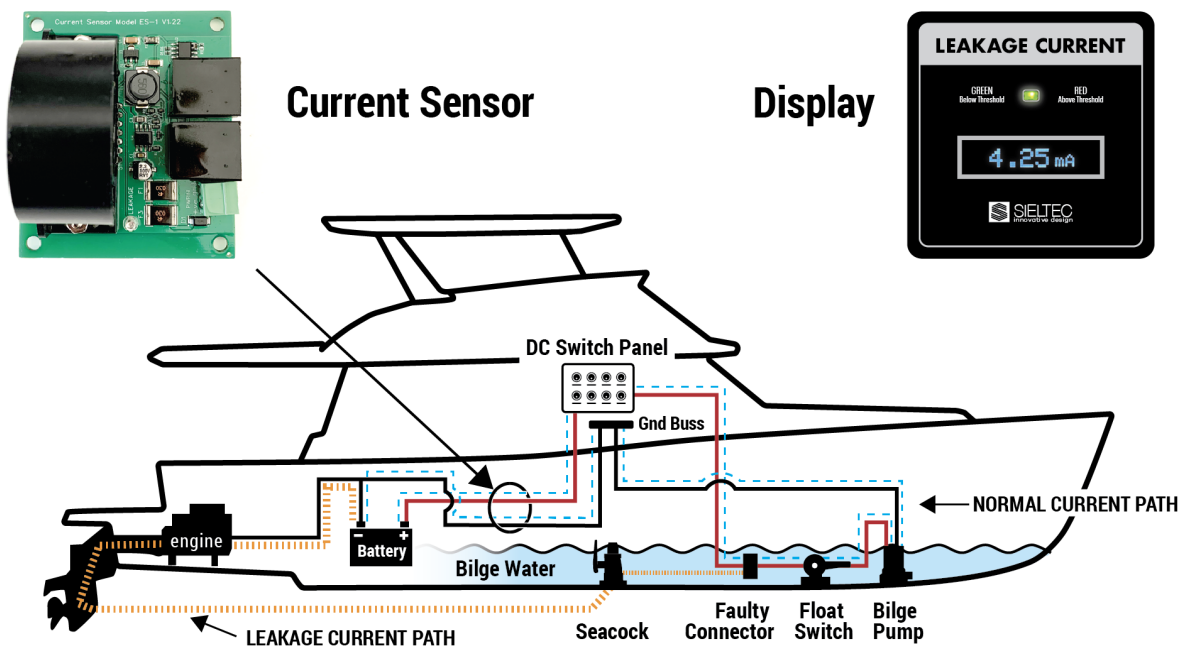 Current Sensor Model ES-1 V1.22
LEAKAGE
F1
Current Sensor
Display
LEAKAGE CURRENT
GREEN
Below Threshold
RED
Above Threshold
4.25 mA
SIELTEC
innovative design
DC Switch Panel
Gnd Buss
NORMAL CURRENT PATH
engine
- +
Battery
Bilge Water
Seacock
Faulty
Connector
Float
Switch
Bilge
Pump
LEAKAGE CURRENT PATH